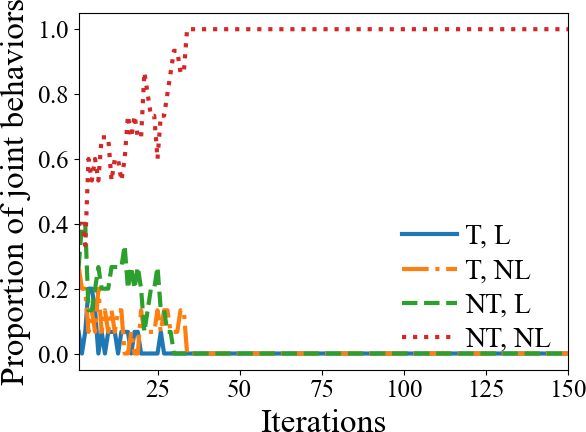 Proportion of joint behaviors
1.0
0.8
0.6
0.4
0.2
0.0
T, L
T, NL
NT, L
NT, NL
25 50 75 100 125 150
Iterations